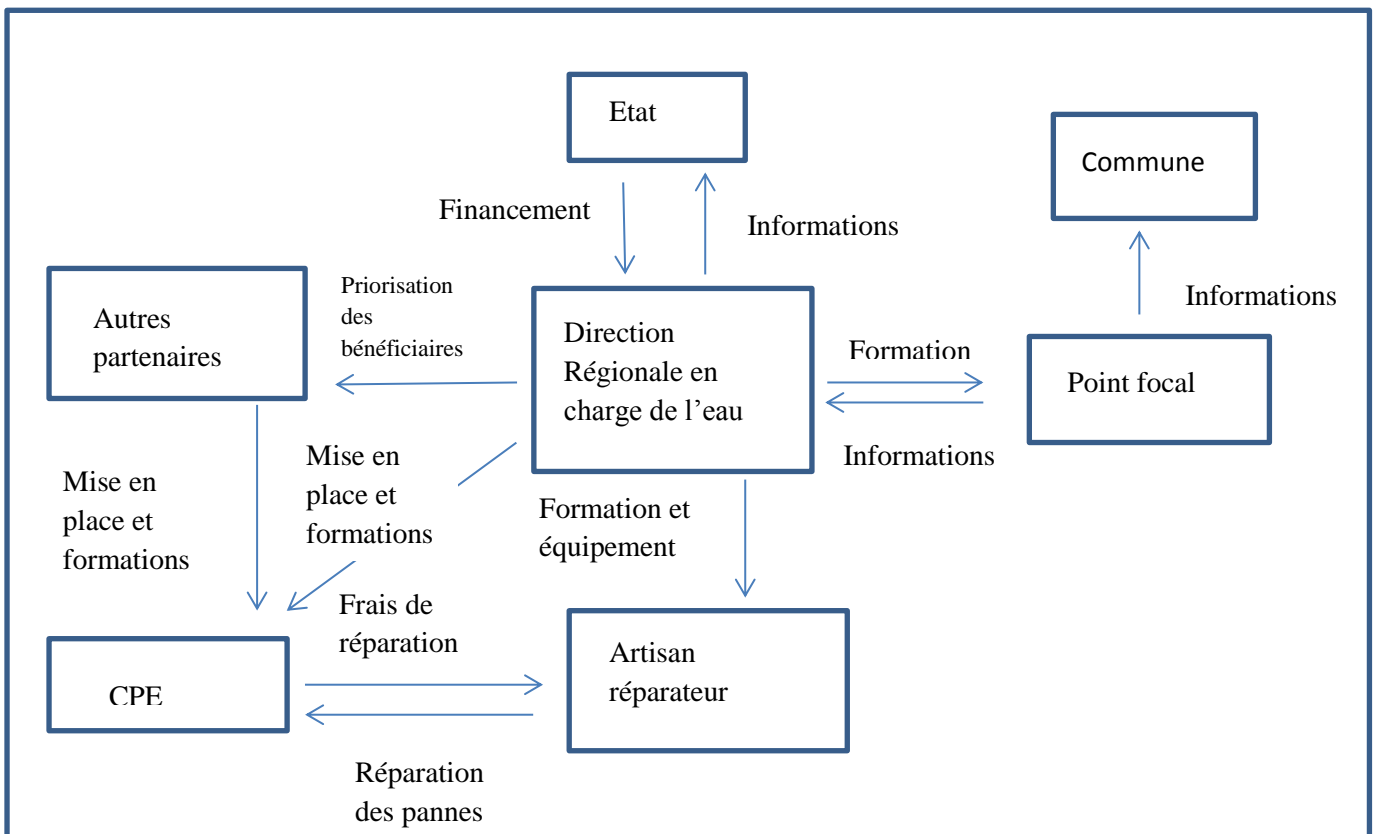 Etat
Commune
Financement
Informations
Autres
partenaires
Priorisation
des
bénéficiaires
Direction
Régionale en
charge de l’eau
Formation
Informations
Informations
Point focal
Mise en
place et
formations
Mise en
place et
formations
Formation et
équipement
Frais de
réparation
CPE
Artisan
réparateur
Réparation
des pannes